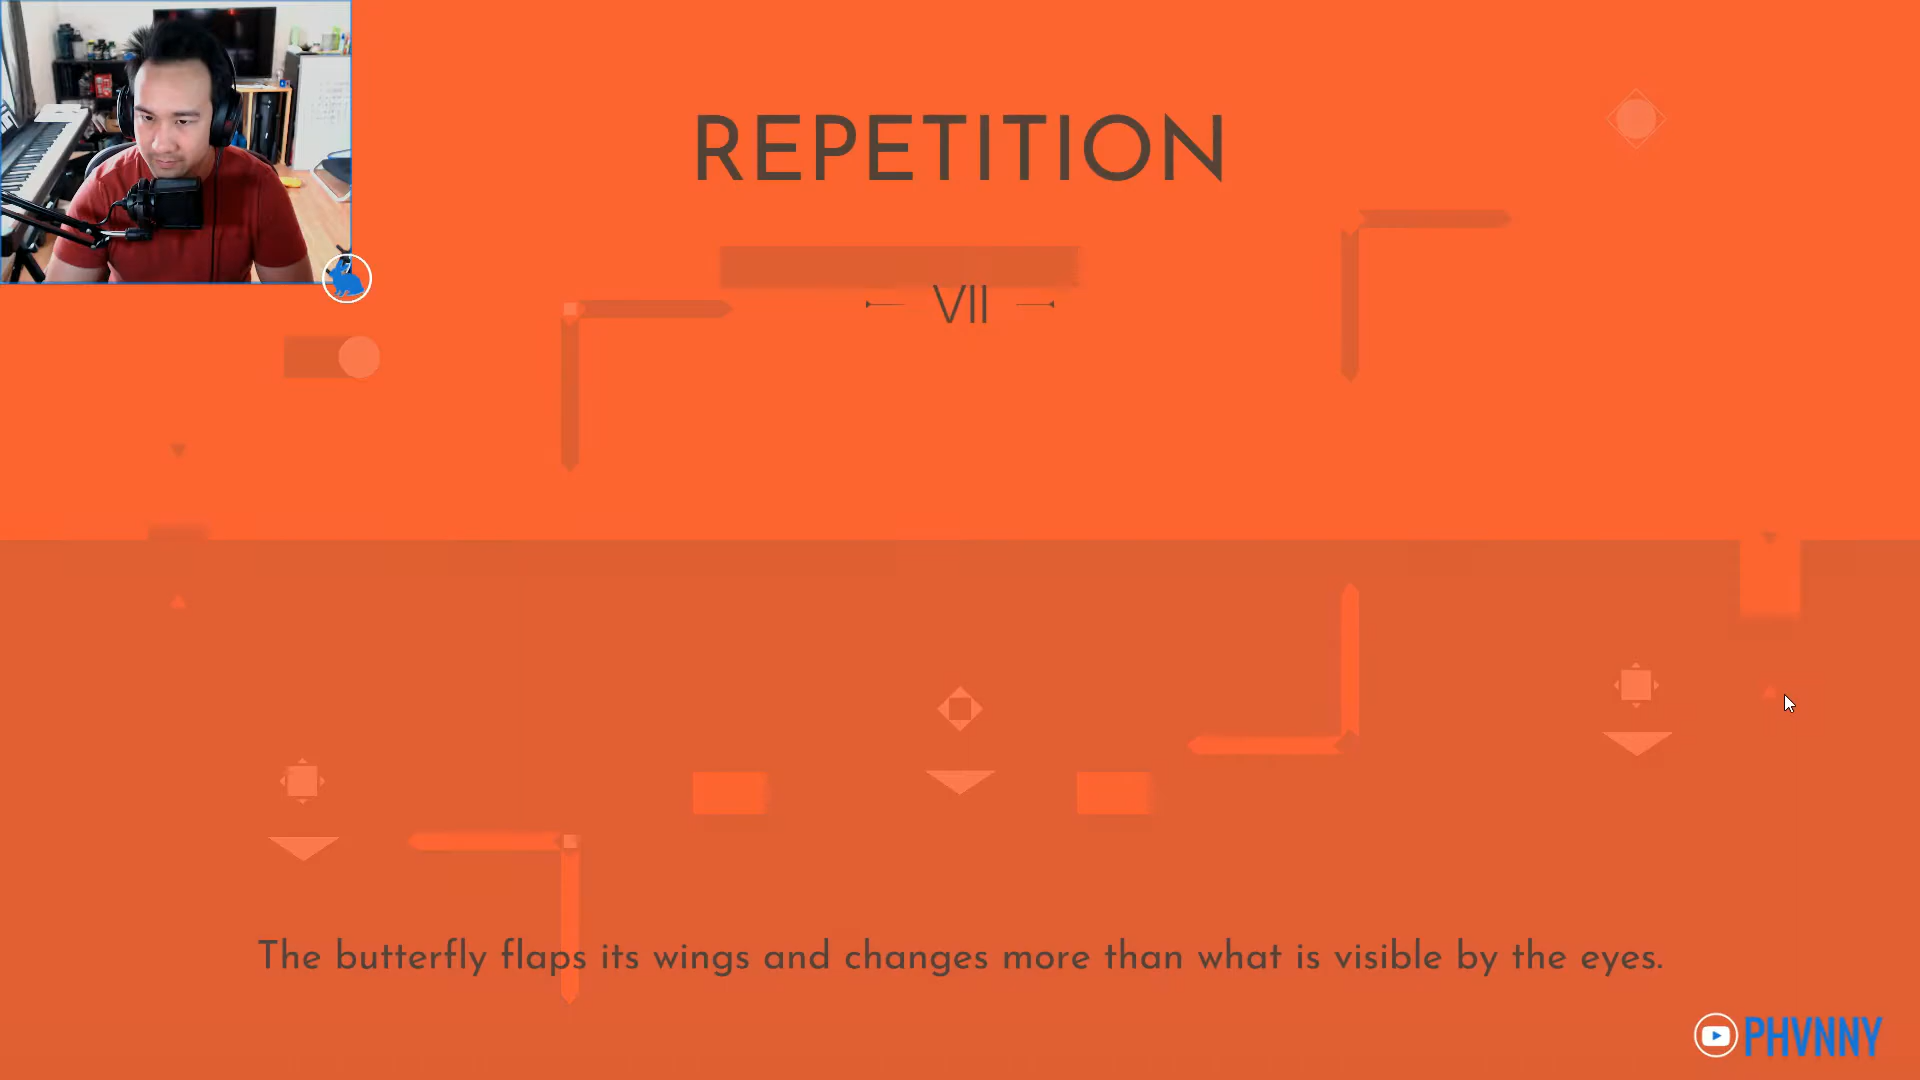 REPETITION
VII
The butterfly flaps its wings and changes more than what is visible by the eyes.
PHVNNY